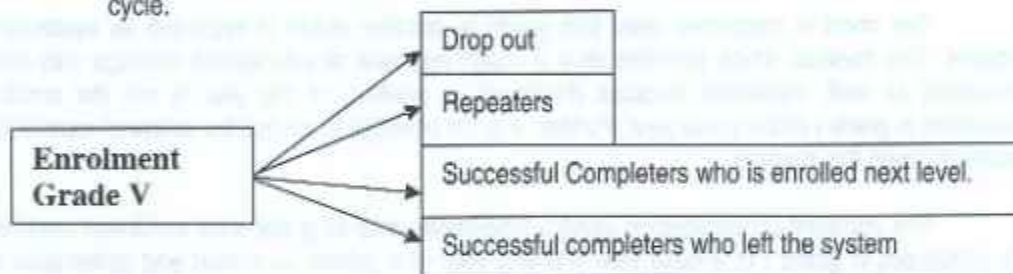 cycle.
Drop out
Repeaters
Enrolment
Grade V
Successful Completers who is enrolled next level.
Successful completers who left the system